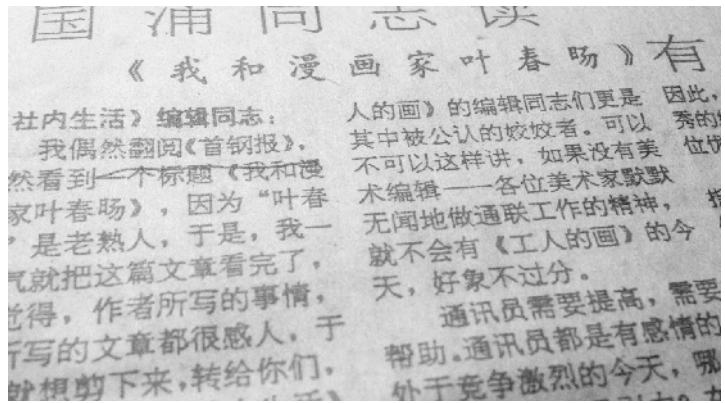 国浦同志读
《我和漫画家叶春旸》有
社内生活》编辑同志：
我偶然翻阅《首钢报》，
然看到一个标题《我和漫
家叶春旸》，因为“叶春
”是老熟人，于是，我一
气就把这篇文章看完了，
觉得，作者所写的事情，
所写的文章都很感人，于
就想剪下来，转给你们，
生活》
人的画》的编辑同志们更是
其中被公认的姣姣者。可以
不可以这样讲，如果没有美
术编辑——各位美术家默默
无闻地做通联工作的精神，
就不会有《工人的画》的今
天，好象不过分。
通讯员需要提高，需要
帮助。通讯员都是有感情的
处于竞争激烈的今天，哪
因此，
秀的
位